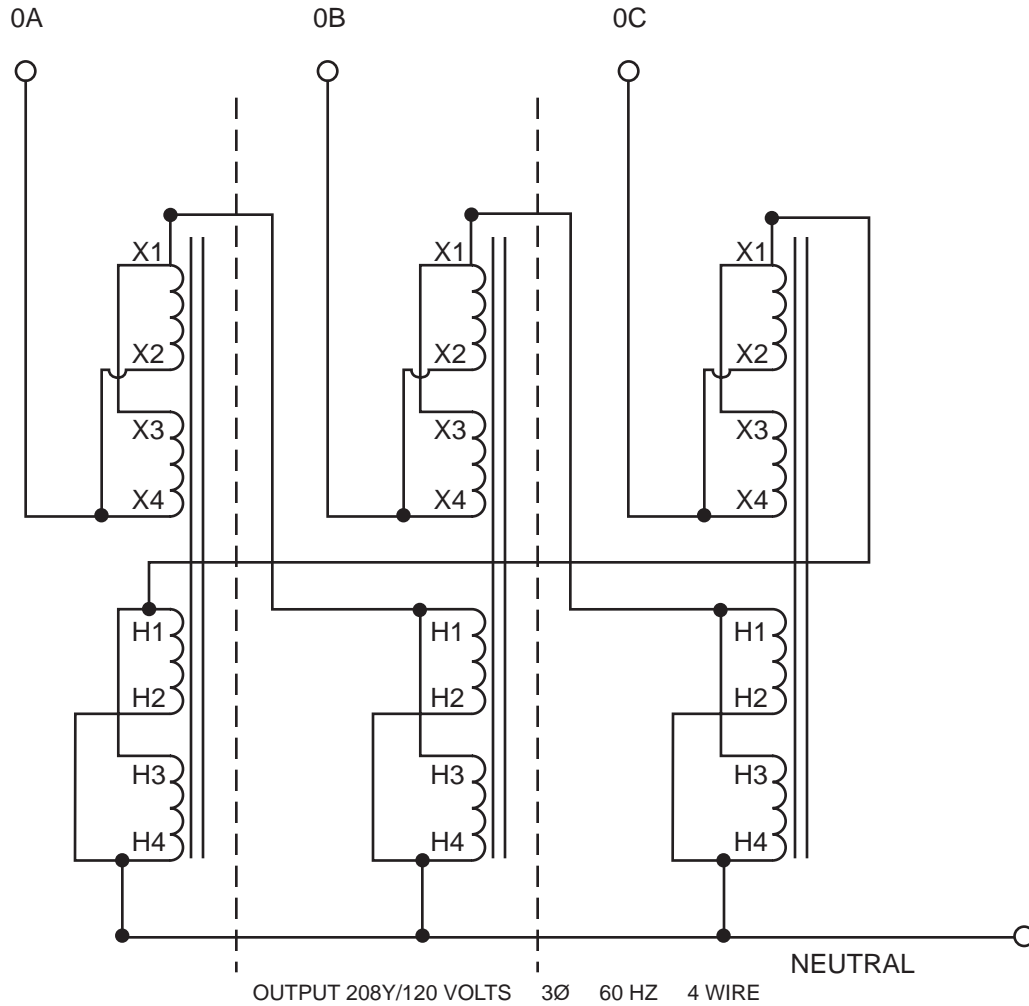 0A 0B 0C
X1 X1 X1
X2 X2 X2
X3 X3 X3
X4 X4 X4
H1 H1 H1
H2 H2 H2
H3 H3 H3
H4 H4 H4
NEUTRAL
OUTPUT 208Y/120 VOLTS 3Ø 60 HZ 4 WIRE